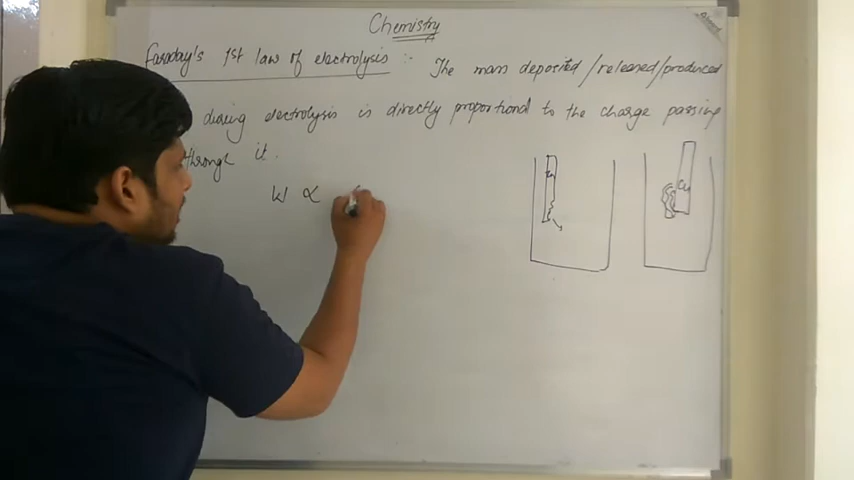 Chemistry
Faraday's 1st law of electrolysis :- The mass deposited /released/produced
during electrolysis is directly proportional to the charge passing
through it.
W ∝
Cu